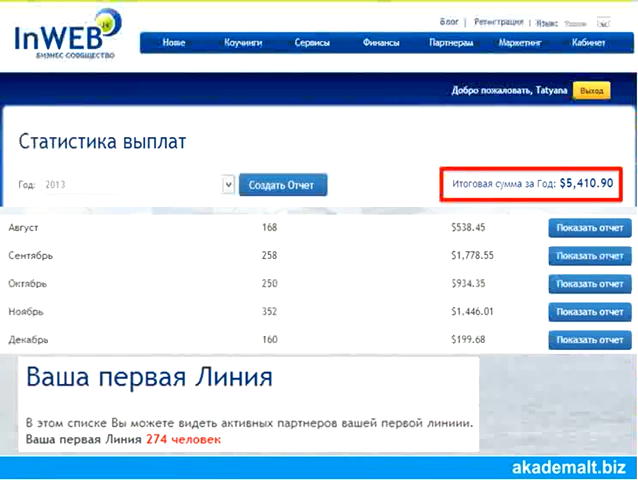 Блог | Регистрация | Языки:
InWEB
БИЗНЕС-СООБЩЕСТВО
Home Коучинги Сервисы Финансы Партнерам Маркетинг Кабинет
Добро пожаловать, Tatyana Выход
Статистика выплат
Год: 2013 Создать Отчет Итоговая сумма за Год: $5,410.90
Август 168 $538.45 Показать отчет
Сентябрь 258 $1,778.55 Показать отчет
Октябрь 250 $934.35 Показать отчет
Ноябрь 352 $1,446.01 Показать отчет
Декабрь 160 $199.68 Показать отчет
Ваша первая Линия
В этом списке Вы можете видеть активных партнеров вашей первой линиии.
Ваша первая Линия 274 человек
akademalt.biz